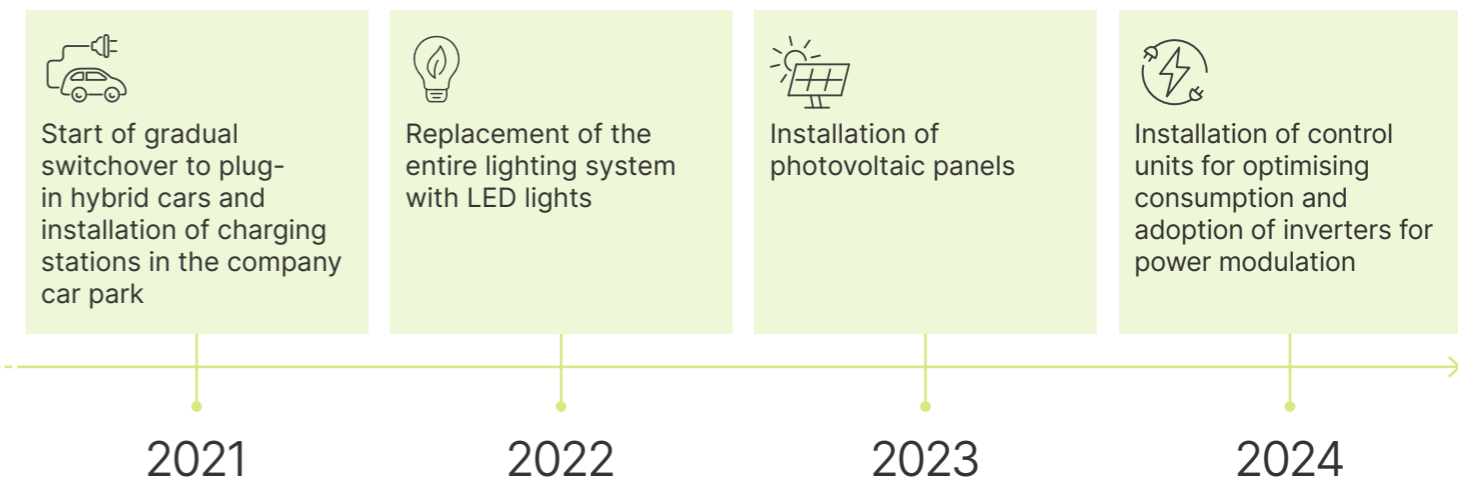 Start of gradual
switchover to plug-
in hybrid cars and
installation of charging
stations in the company
car park
Replacement of the
entire lighting system
with LED lights
Installation of
photovoltaic panels
Installation of control
units for optimising
consumption and
adoption of inverters for
power modulation
2021
2022
2023
2024